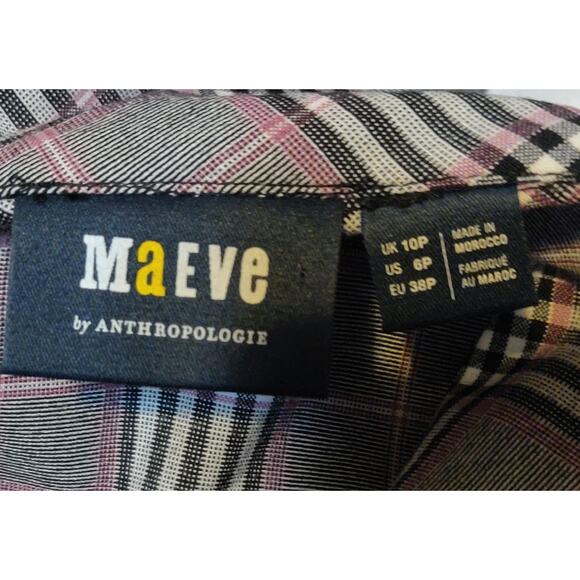 MaEve
by ANTHROPOLOGIE
UK 10P
US 6P
EU 38P
MADE IN
MOROCCO
FABRIQUÉ
AU MAROC